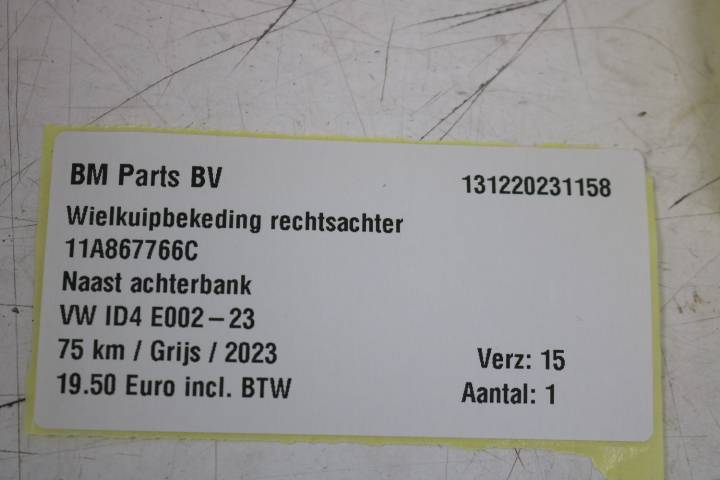 BM Parts BV 131220231158
Wielkuipbekeding rechtsachter
11A867766C
Naast achterbank
VW ID4 E002-23
75 km / Grijs / 2023 Verz: 15
19.50 Euro incl. BTW Aantal: 1